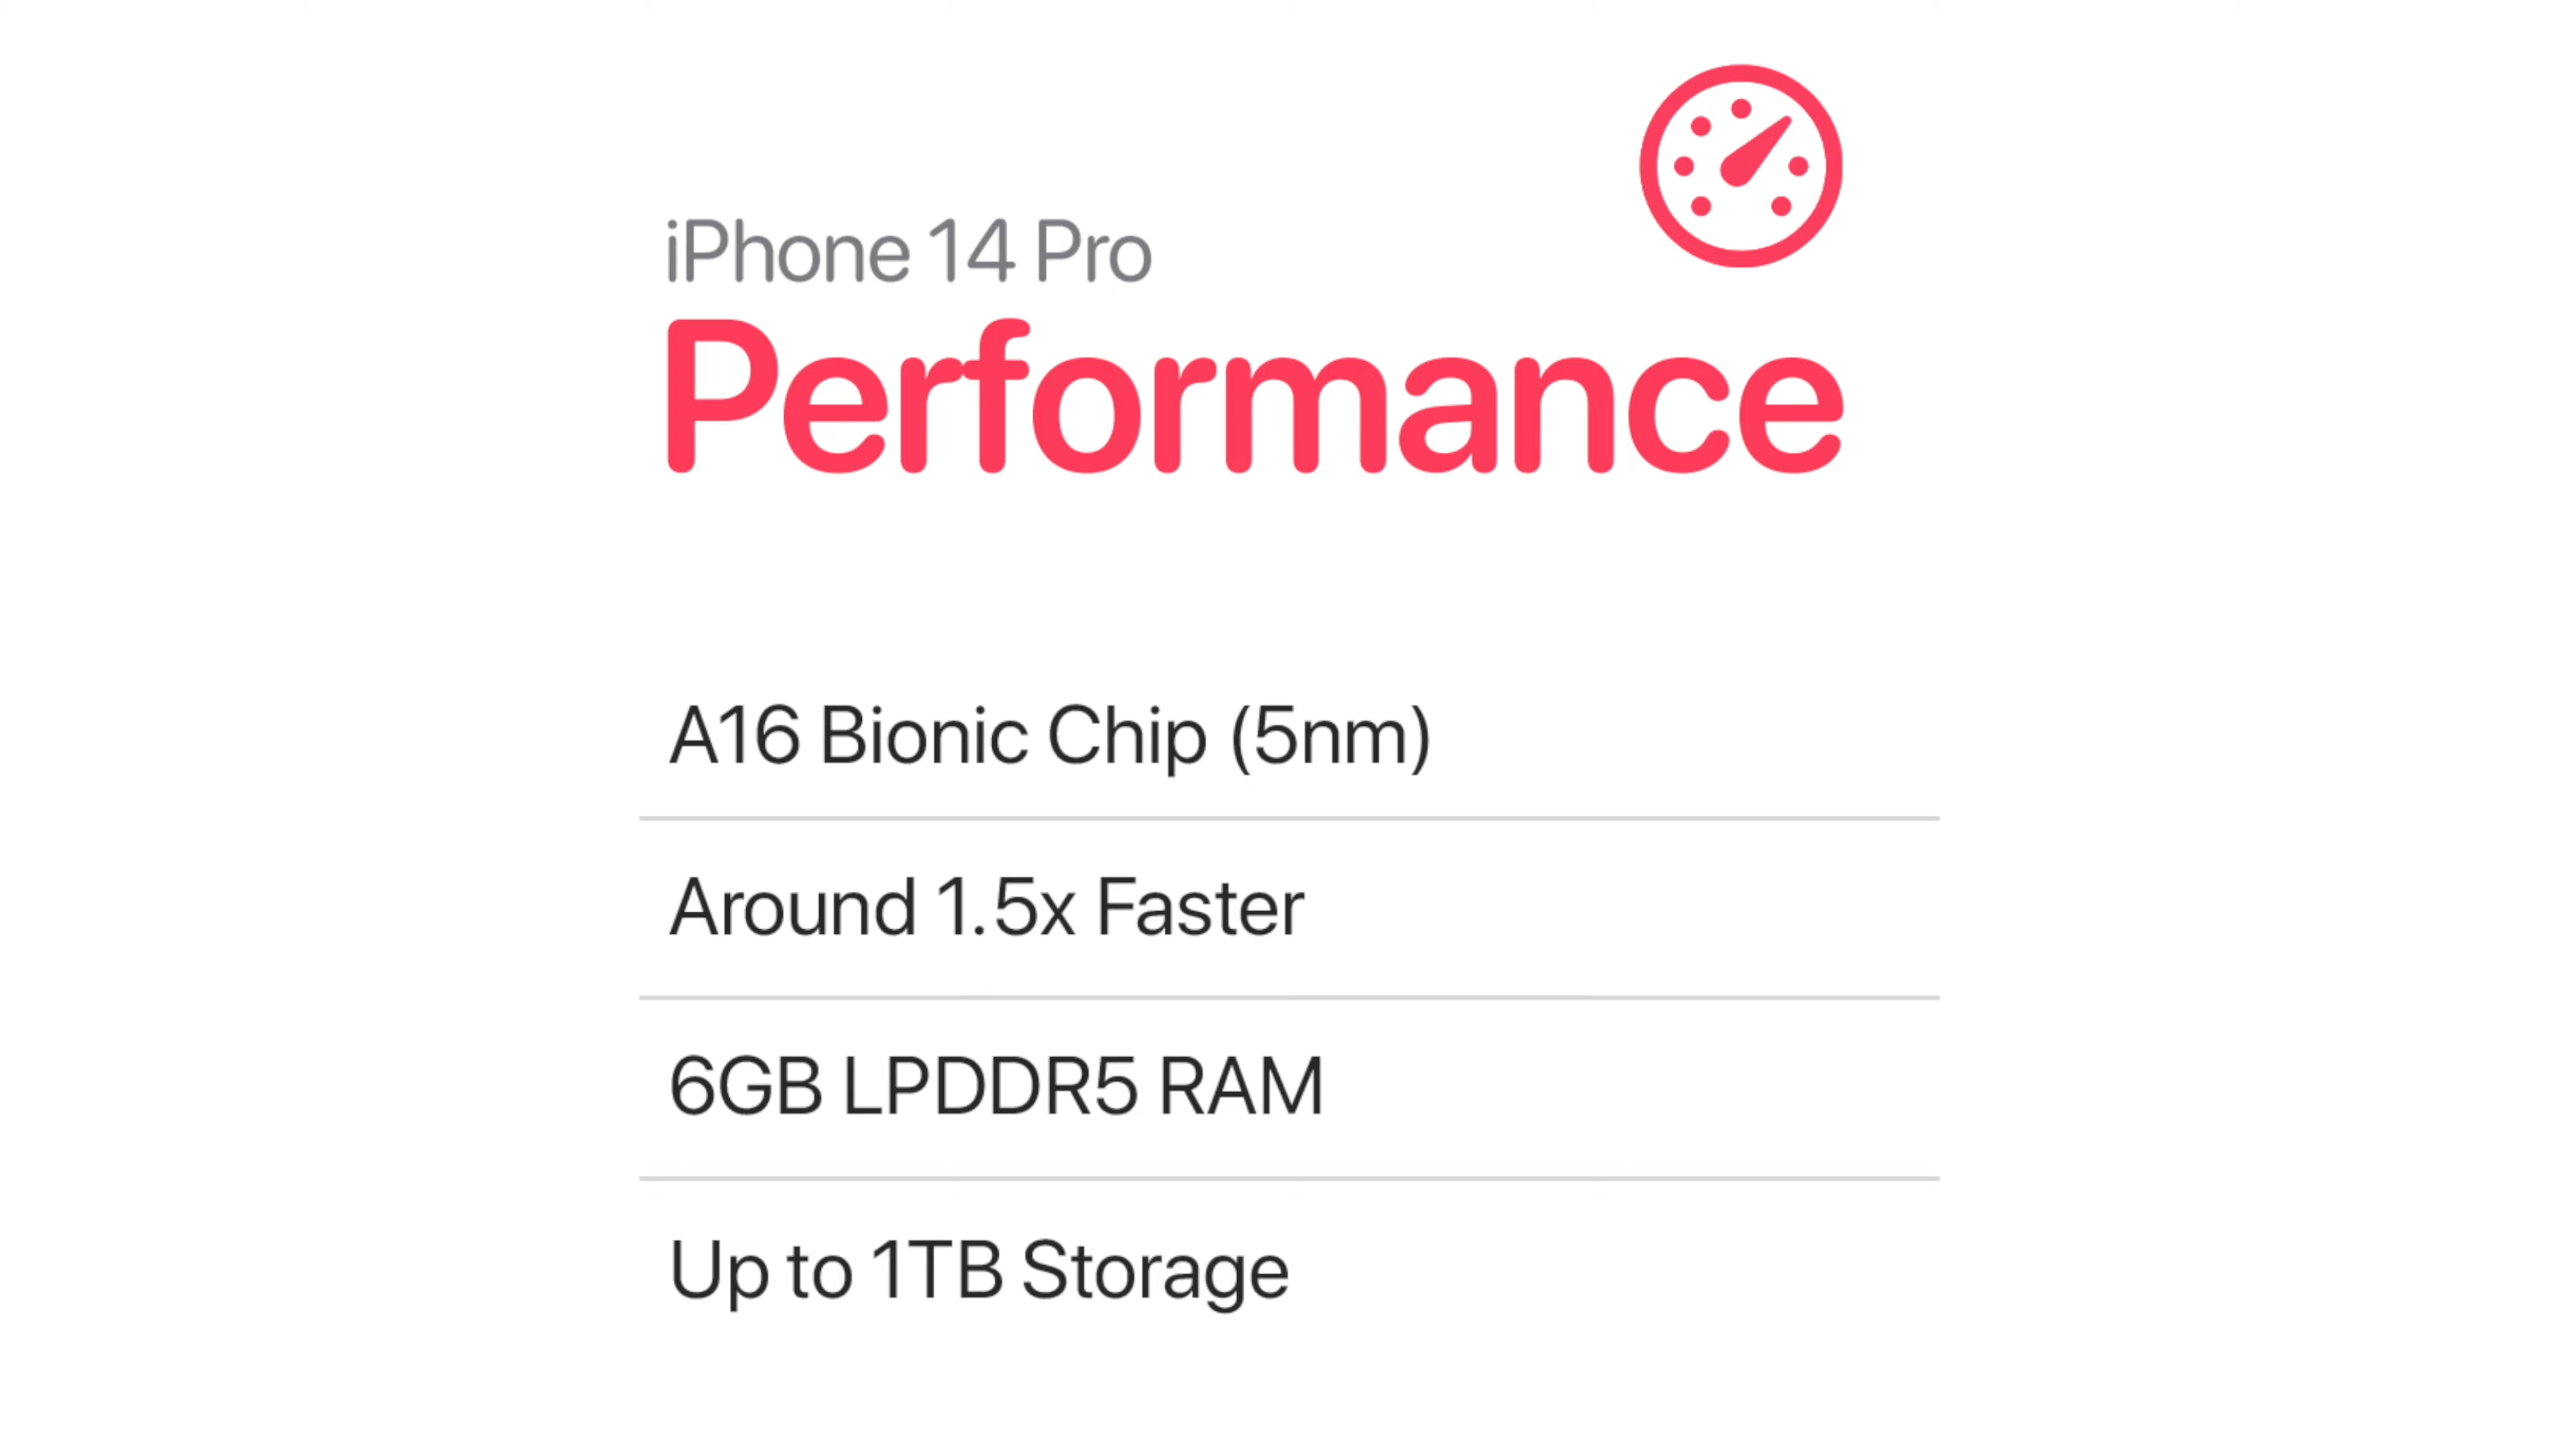 iPhone 14 Pro
Performance
A16 Bionic Chip (5nm)
Around 1.5x Faster
6GB LPDDR5 RAM
Up to 1TB Storage